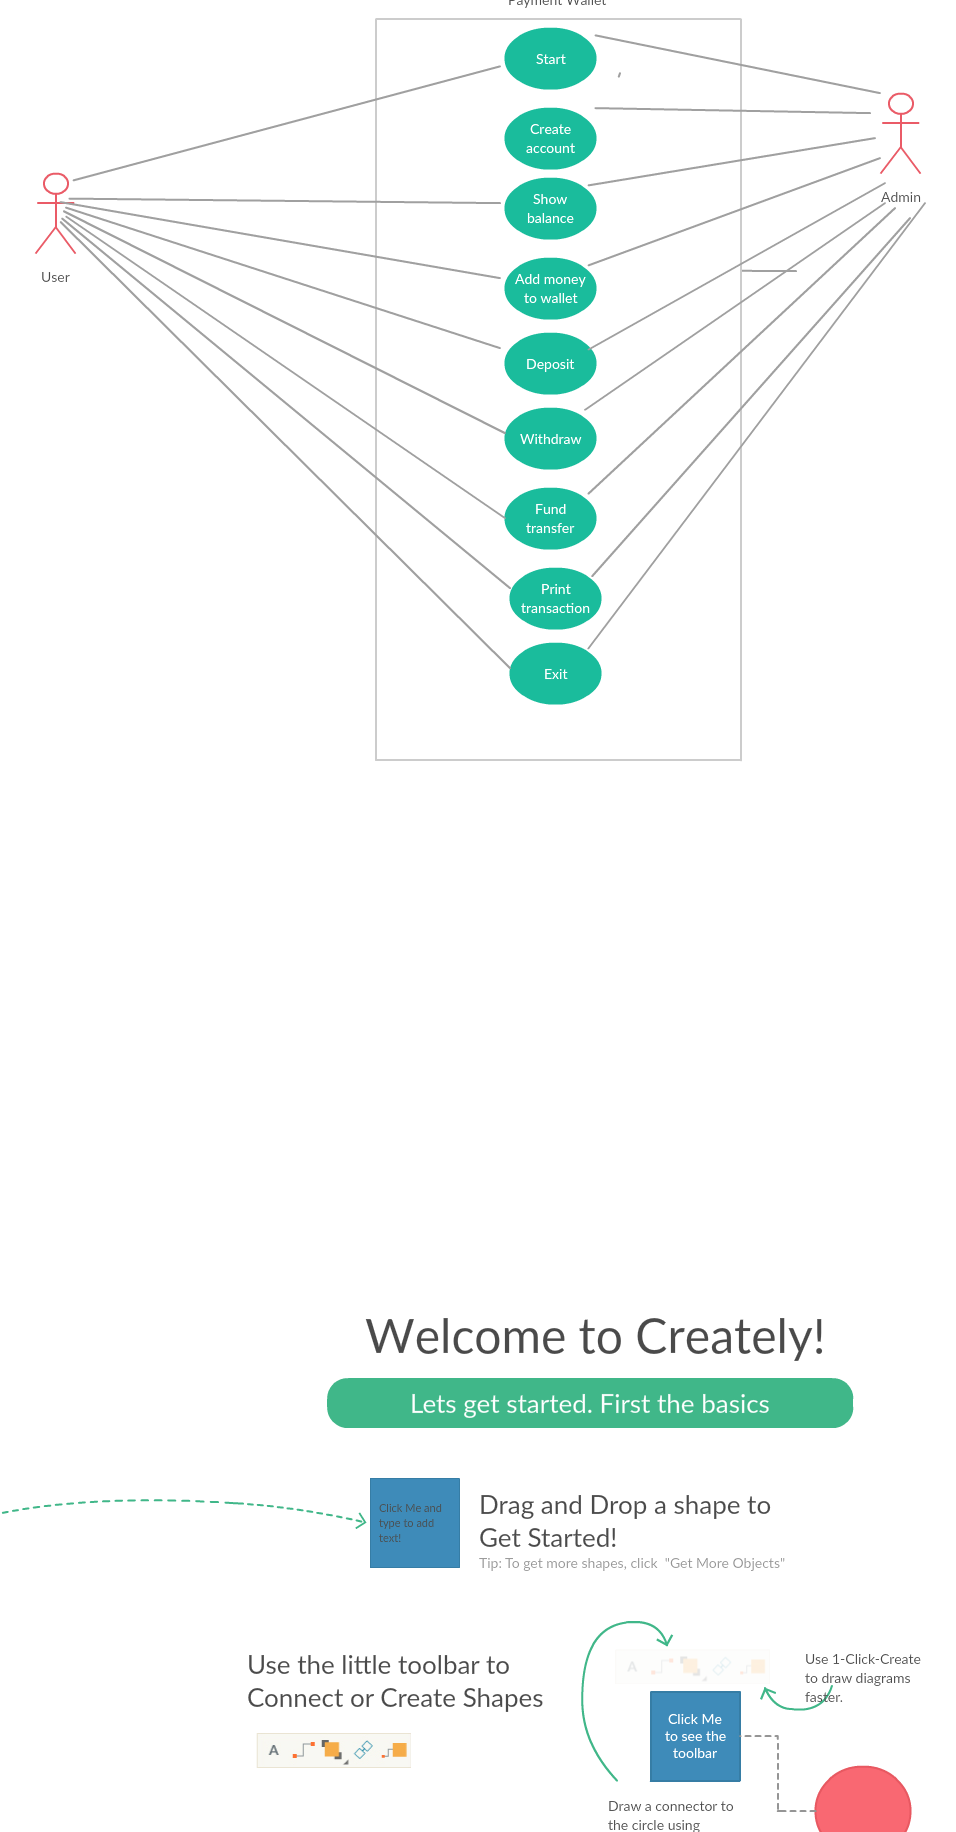 Payment Wallet
Start
Create
account
Show
balance
Add money
to wallet
Deposit
Withdraw
Fund
transfer
Print
transaction
Exit
User
Admin
Welcome to Creately!
Lets get started. First the basics
Click Me and
type to add
text!
Drag and Drop a shape to
Get Started!
Tip: To get more shapes, click "Get More Objects"
Use the little toolbar to
Connect or Create Shapes
A
A
Use 1-Click-Create
to draw diagrams
faster.
Click Me
to see the
toolbar
Draw a connector to
the circle using